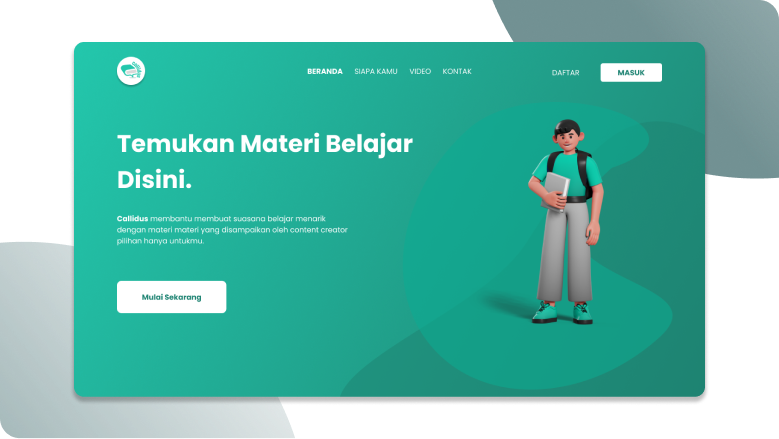 BERANDA SIAPA KAMU VIDEO KONTAK DAFTAR MASUK
Temukan Materi Belajar
Disini.
Callidus membantu membuat suasana belajar menarik
dengan materi materi yang disampaikan oleh content creator
pilihan hanya untukmu.
Mulai Sekarang